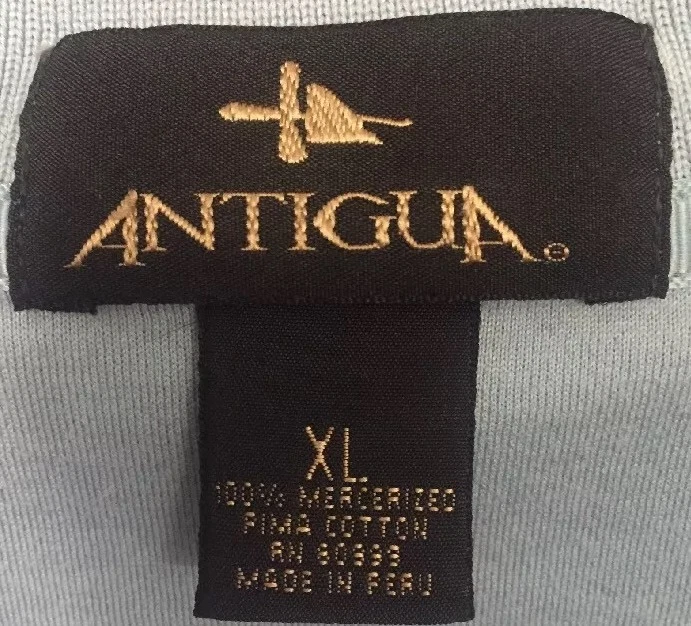 ANTIGUA®
XL
100% MERCERIZED
PIMA COTTON
RN
MADE IN PERU